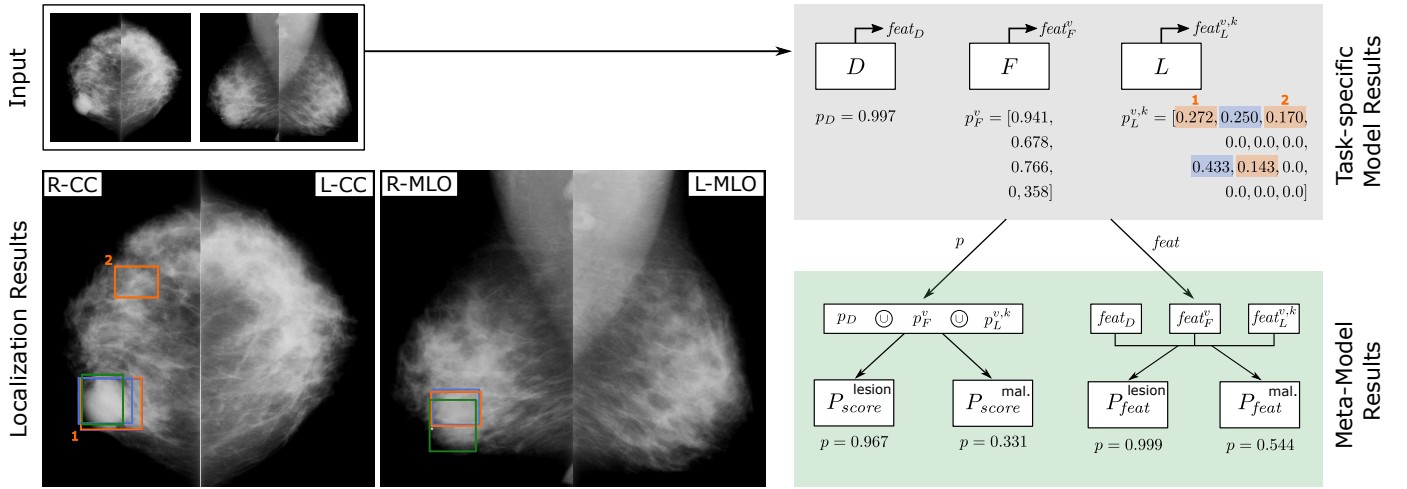 Input
feat_D
feat_F^v
feat_L^{v,k}
D
F
L
1 2
p_D = 0.997
p_F^v = [0.941,
0.678,
0.766,
0, 358]
p_L^{v,k} = [0.272, 0.250, 0.170,
0.0, 0.0, 0.0,
0.433, 0.143, 0.0,
0.0, 0.0, 0.0]
Task-specific
Model Results
Localization Results
R-CC
L-CC
R-MLO
L-MLO
2
1
p
feat
p_D ∪ p_F^v ∪ p_L^{v,k}
feat_D
feat_F^v
feat_L^{v,k}
P_score^lesion
P_score^mal.
P_feat^lesion
P_feat^mal.
p = 0.967
p = 0.331
p = 0.999
p = 0.544
Meta-Model
Results